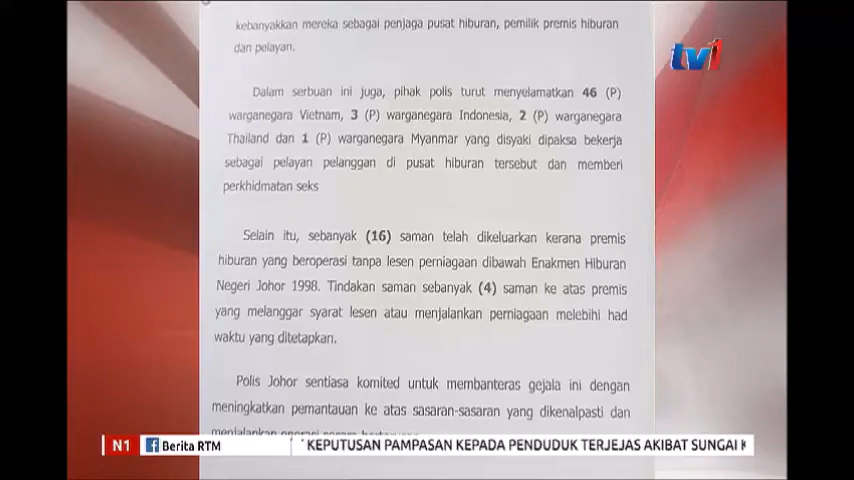 kebanyakkan mereka sebagai penjaga pusat hiburan, pemilik premis hiburan
dan pelayan.
tv1
Dalam serbuan ini juga, pihak polis turut menyelamatkan 46 (P)
warganegara Vietnam, 3 (P) warganegara Indonesia, 2 (P) warganegara
Thailand dan 1 (P) warganegara Myanmar yang disyaki dipaksa bekerja
sebagai pelayan pelanggan di pusat hiburan tersebut dan memberi
perkhidmatan seks
Selain itu, sebanyak (16) saman telah dikeluarkan kerana premis
hiburan yang beroperasi tanpa lesen perniagaan dibawah Enakmen Hiburan
Negeri Johor 1998. Tindakan saman sebanyak (4) saman ke atas premis
yang melanggar syarat lesen atau menjalankan perniagaan melebihi had
waktu yang ditetapkan.
Polis Johor sentiasa komited untuk membanteras gejala ini dengan
meningkatkan pemantauan ke atas sasaran-sasaran yang dikenalpasti dan
N1 Berita RTM KEPUTUSAN PAMPASAN KEPADA PENDUDUK TERJEJAS AKIBAT SUNGAI